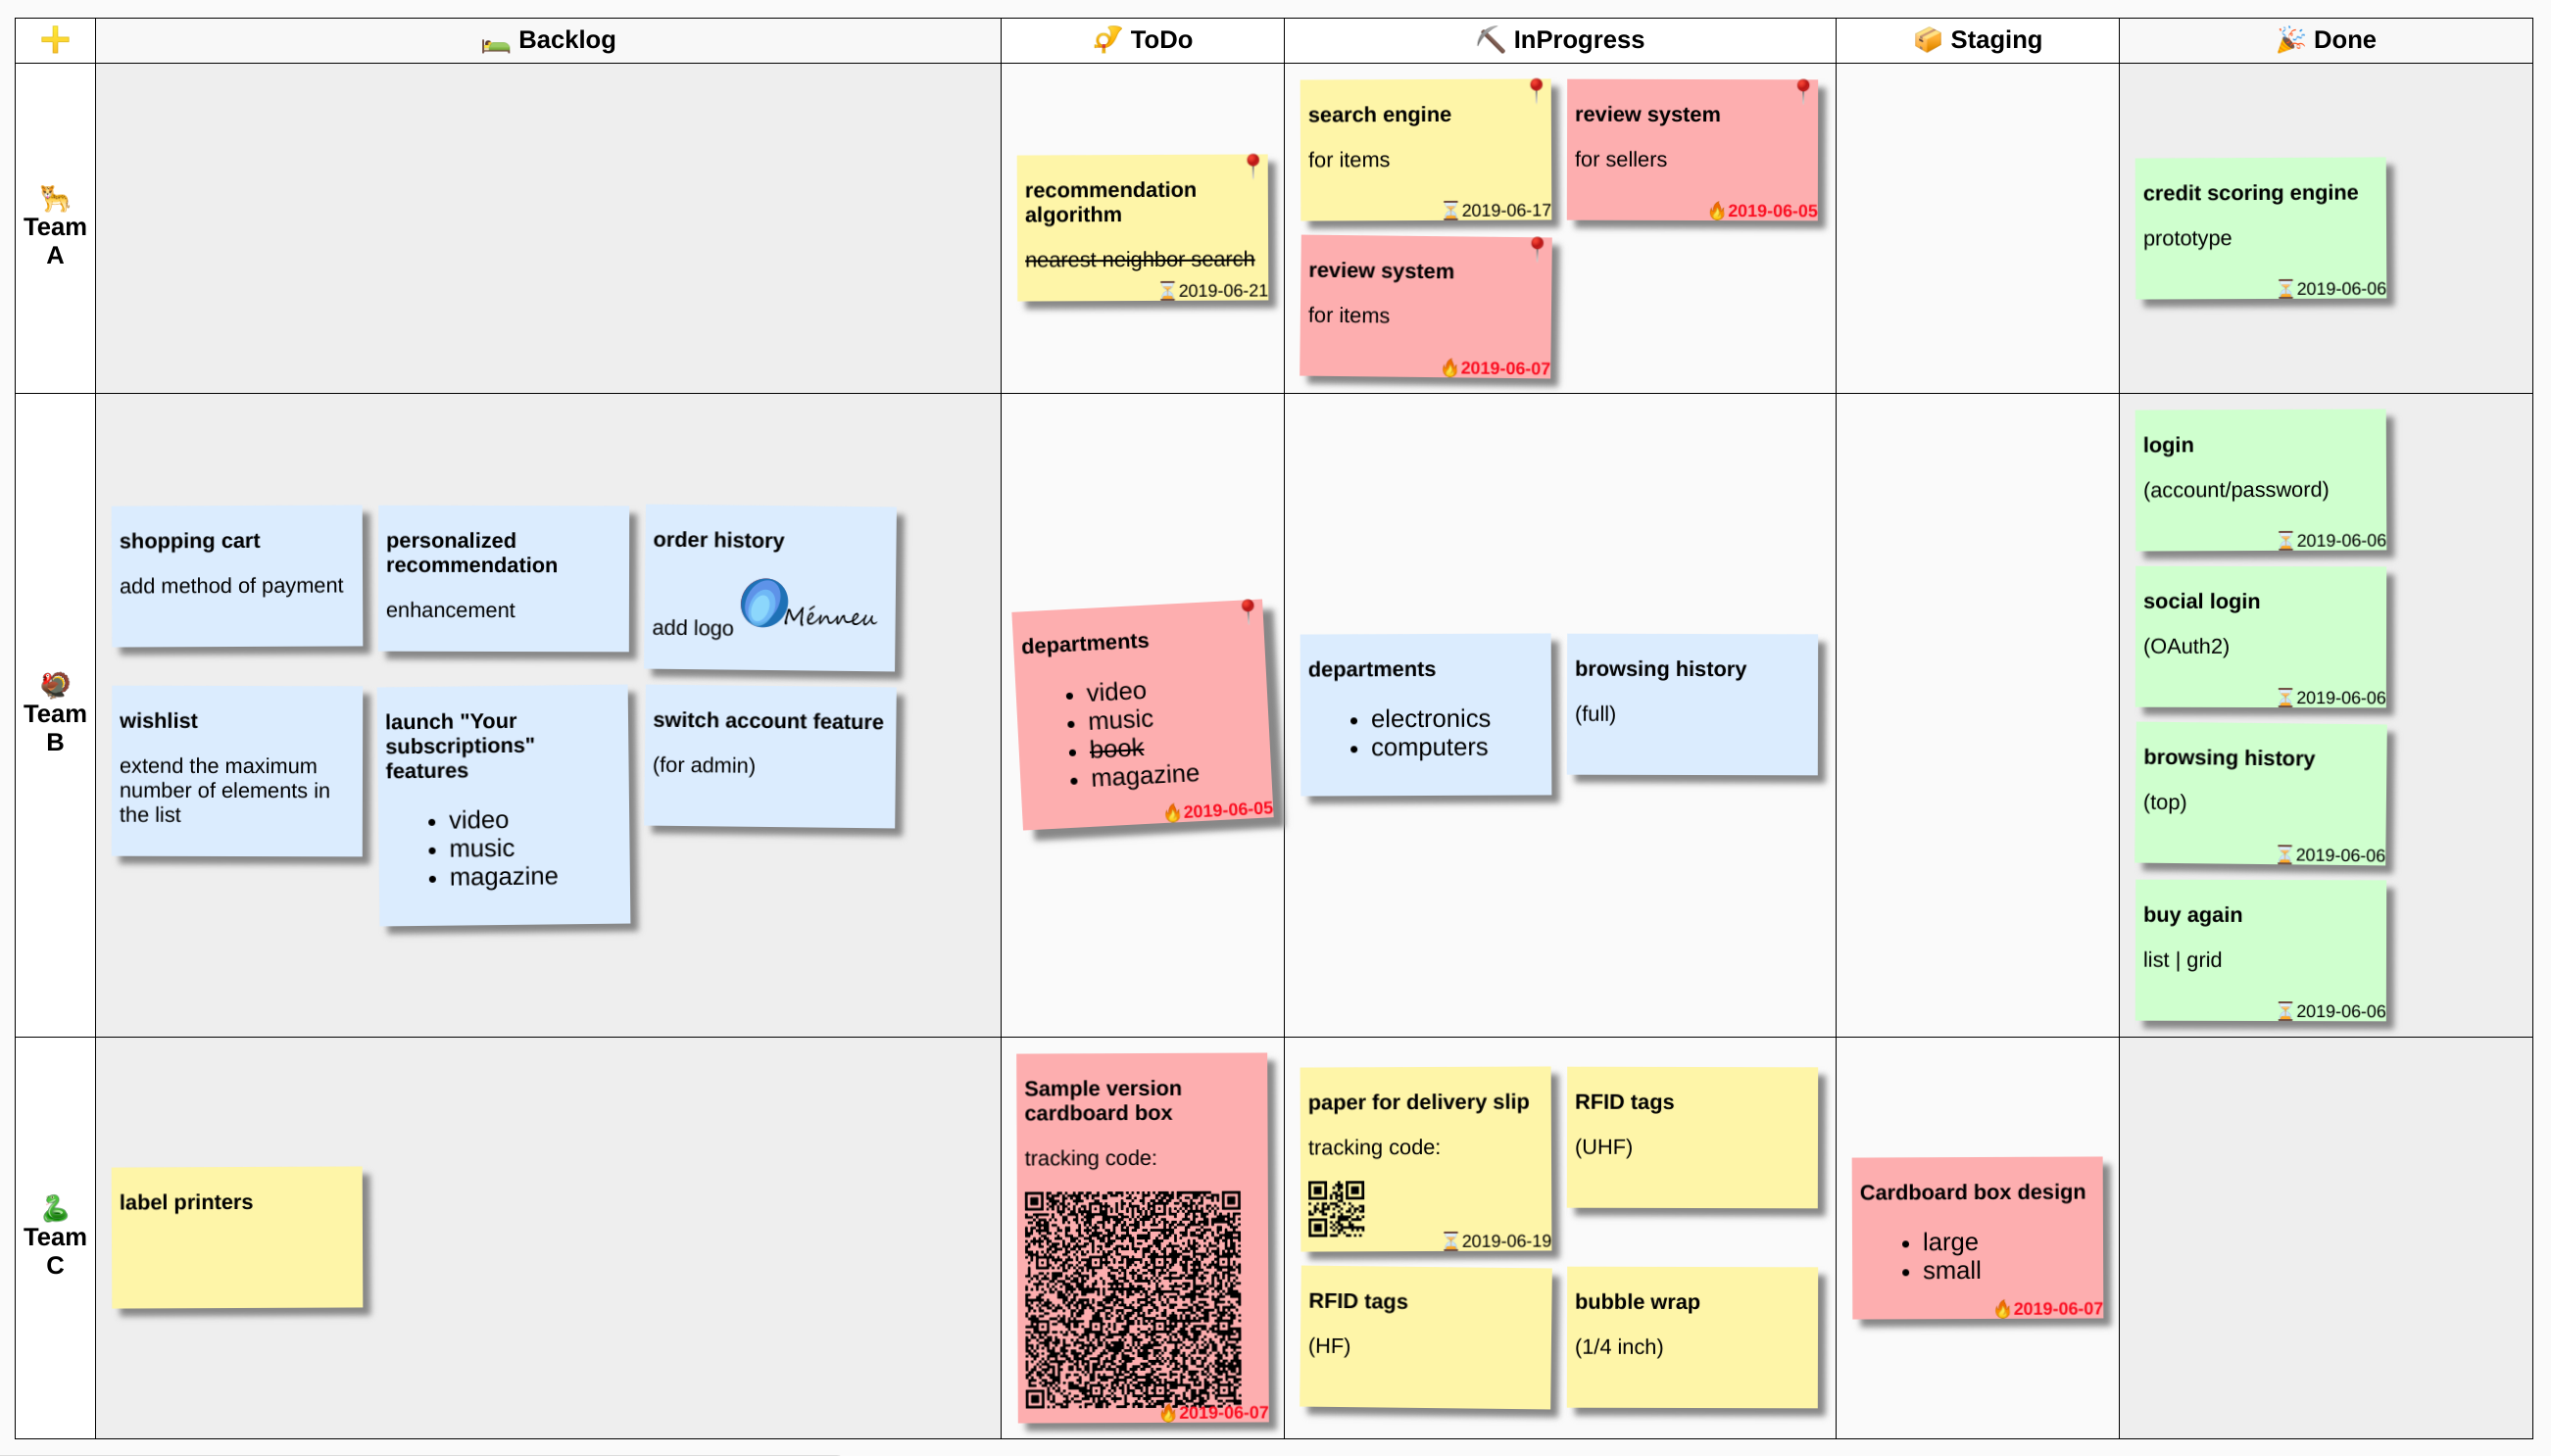 Backlog
ToDo
InProgress
Staging
Done
Team
A
recommendation
algorithm
nearest neighbor search
2019-06-21
search engine
for items
2019-06-17
review system
for sellers
2019-06-05
review system
for items
2019-06-07
credit scoring engine
prototype
2019-06-06
Team
B
shopping cart
add method of payment
personalized
recommendation
enhancement
order history
add logo Ménneu
wishlist
extend the maximum
number of elements in
the list
launch "Your
subscriptions"
features
• video
• music
• magazine
switch account feature
(for admin)
departments
• video
• music
• book
• magazine
2019-06-05
departments
• electronics
• computers
browsing history
(full)
login
(account/password)
2019-06-06
social login
(OAuth2)
2019-06-06
browsing history
(top)
2019-06-06
buy again
list | grid
2019-06-06
Team
C
label printers
Sample version
cardboard box
tracking code:
2019-06-07
paper for delivery slip
tracking code:
2019-06-19
RFID tags
(UHF)
RFID tags
(HF)
bubble wrap
(1/4 inch)
Cardboard box design
• large
• small
2019-06-07